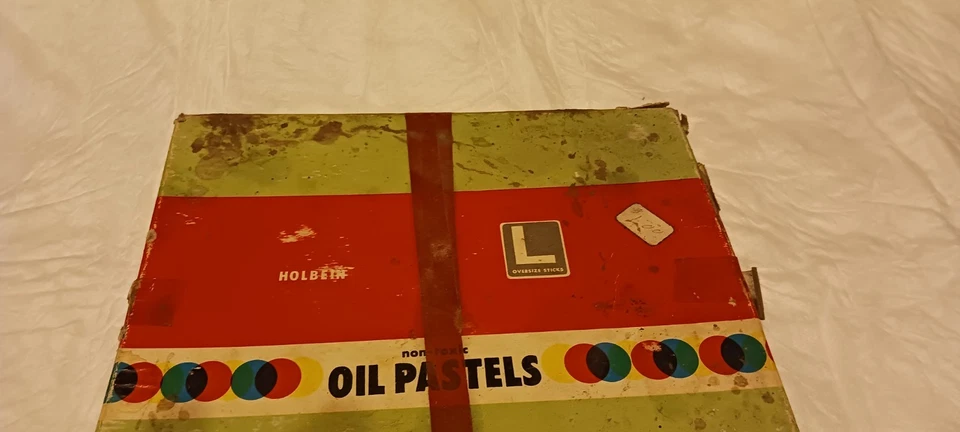 HOLBEIN
L
OVERSIZE STICKS
non-toxic
OIL PASTELS